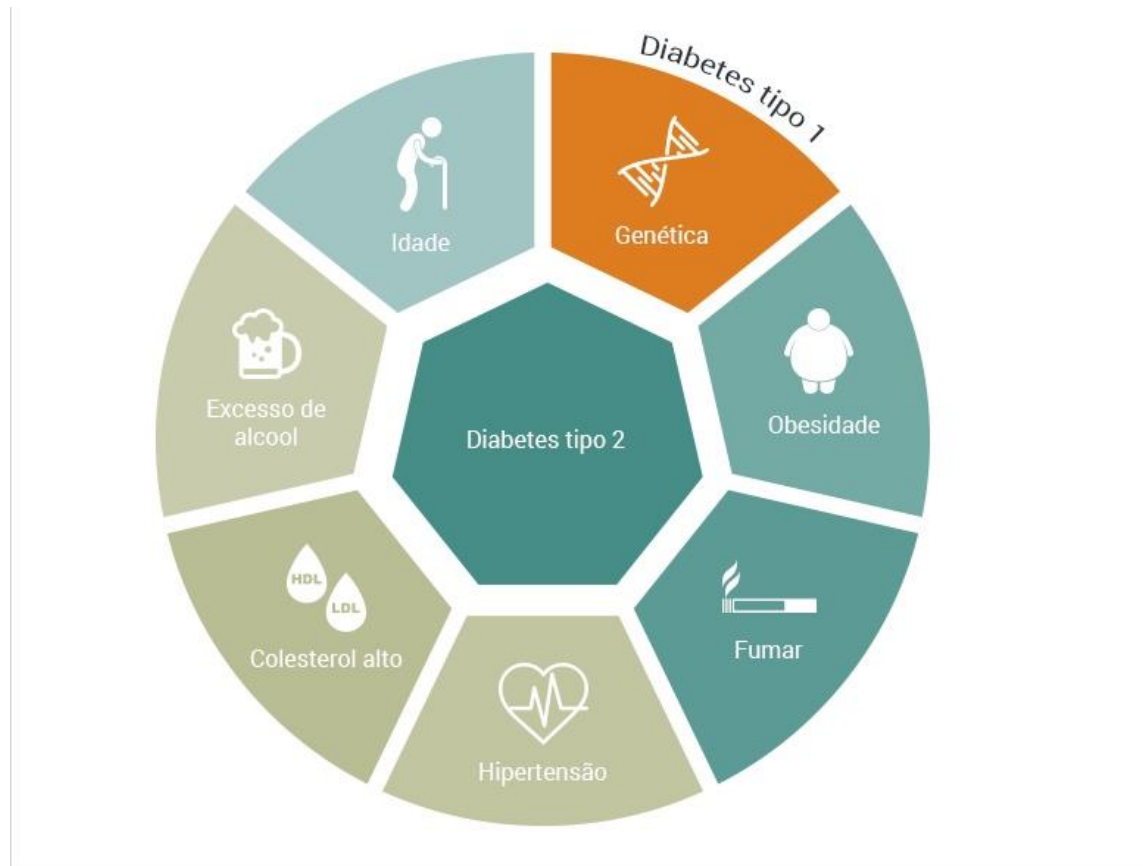 Diabetes tipo 1
Genética
Idade
Obesidade
Excesso de
alcool
Diabetes tipo 2
HDL
LDL
Colesterol alto
Fumar
Hipertensão